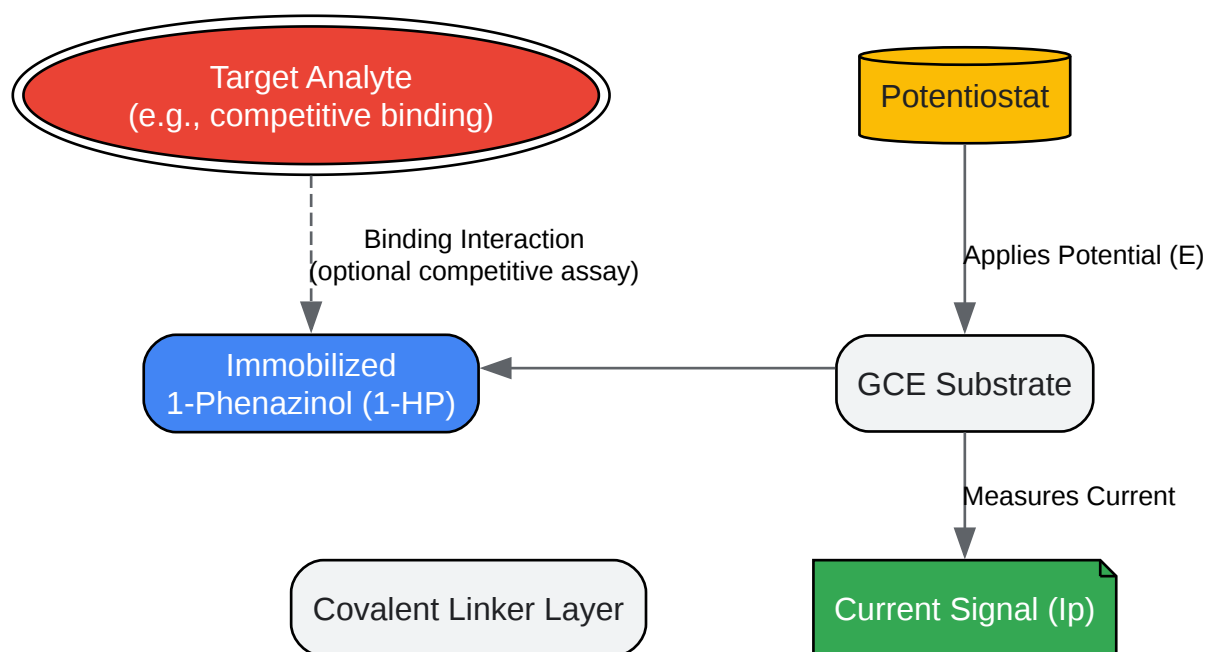 Target Analyte
(e.g., competitive binding)
Potentiostat
Binding Interaction
(optional competitive assay)
Applies Potential (E)
Immobilized
1-Phenazinol (1-HP)
GCE Substrate
Measures Current
Covalent Linker Layer
Current Signal (Ip)